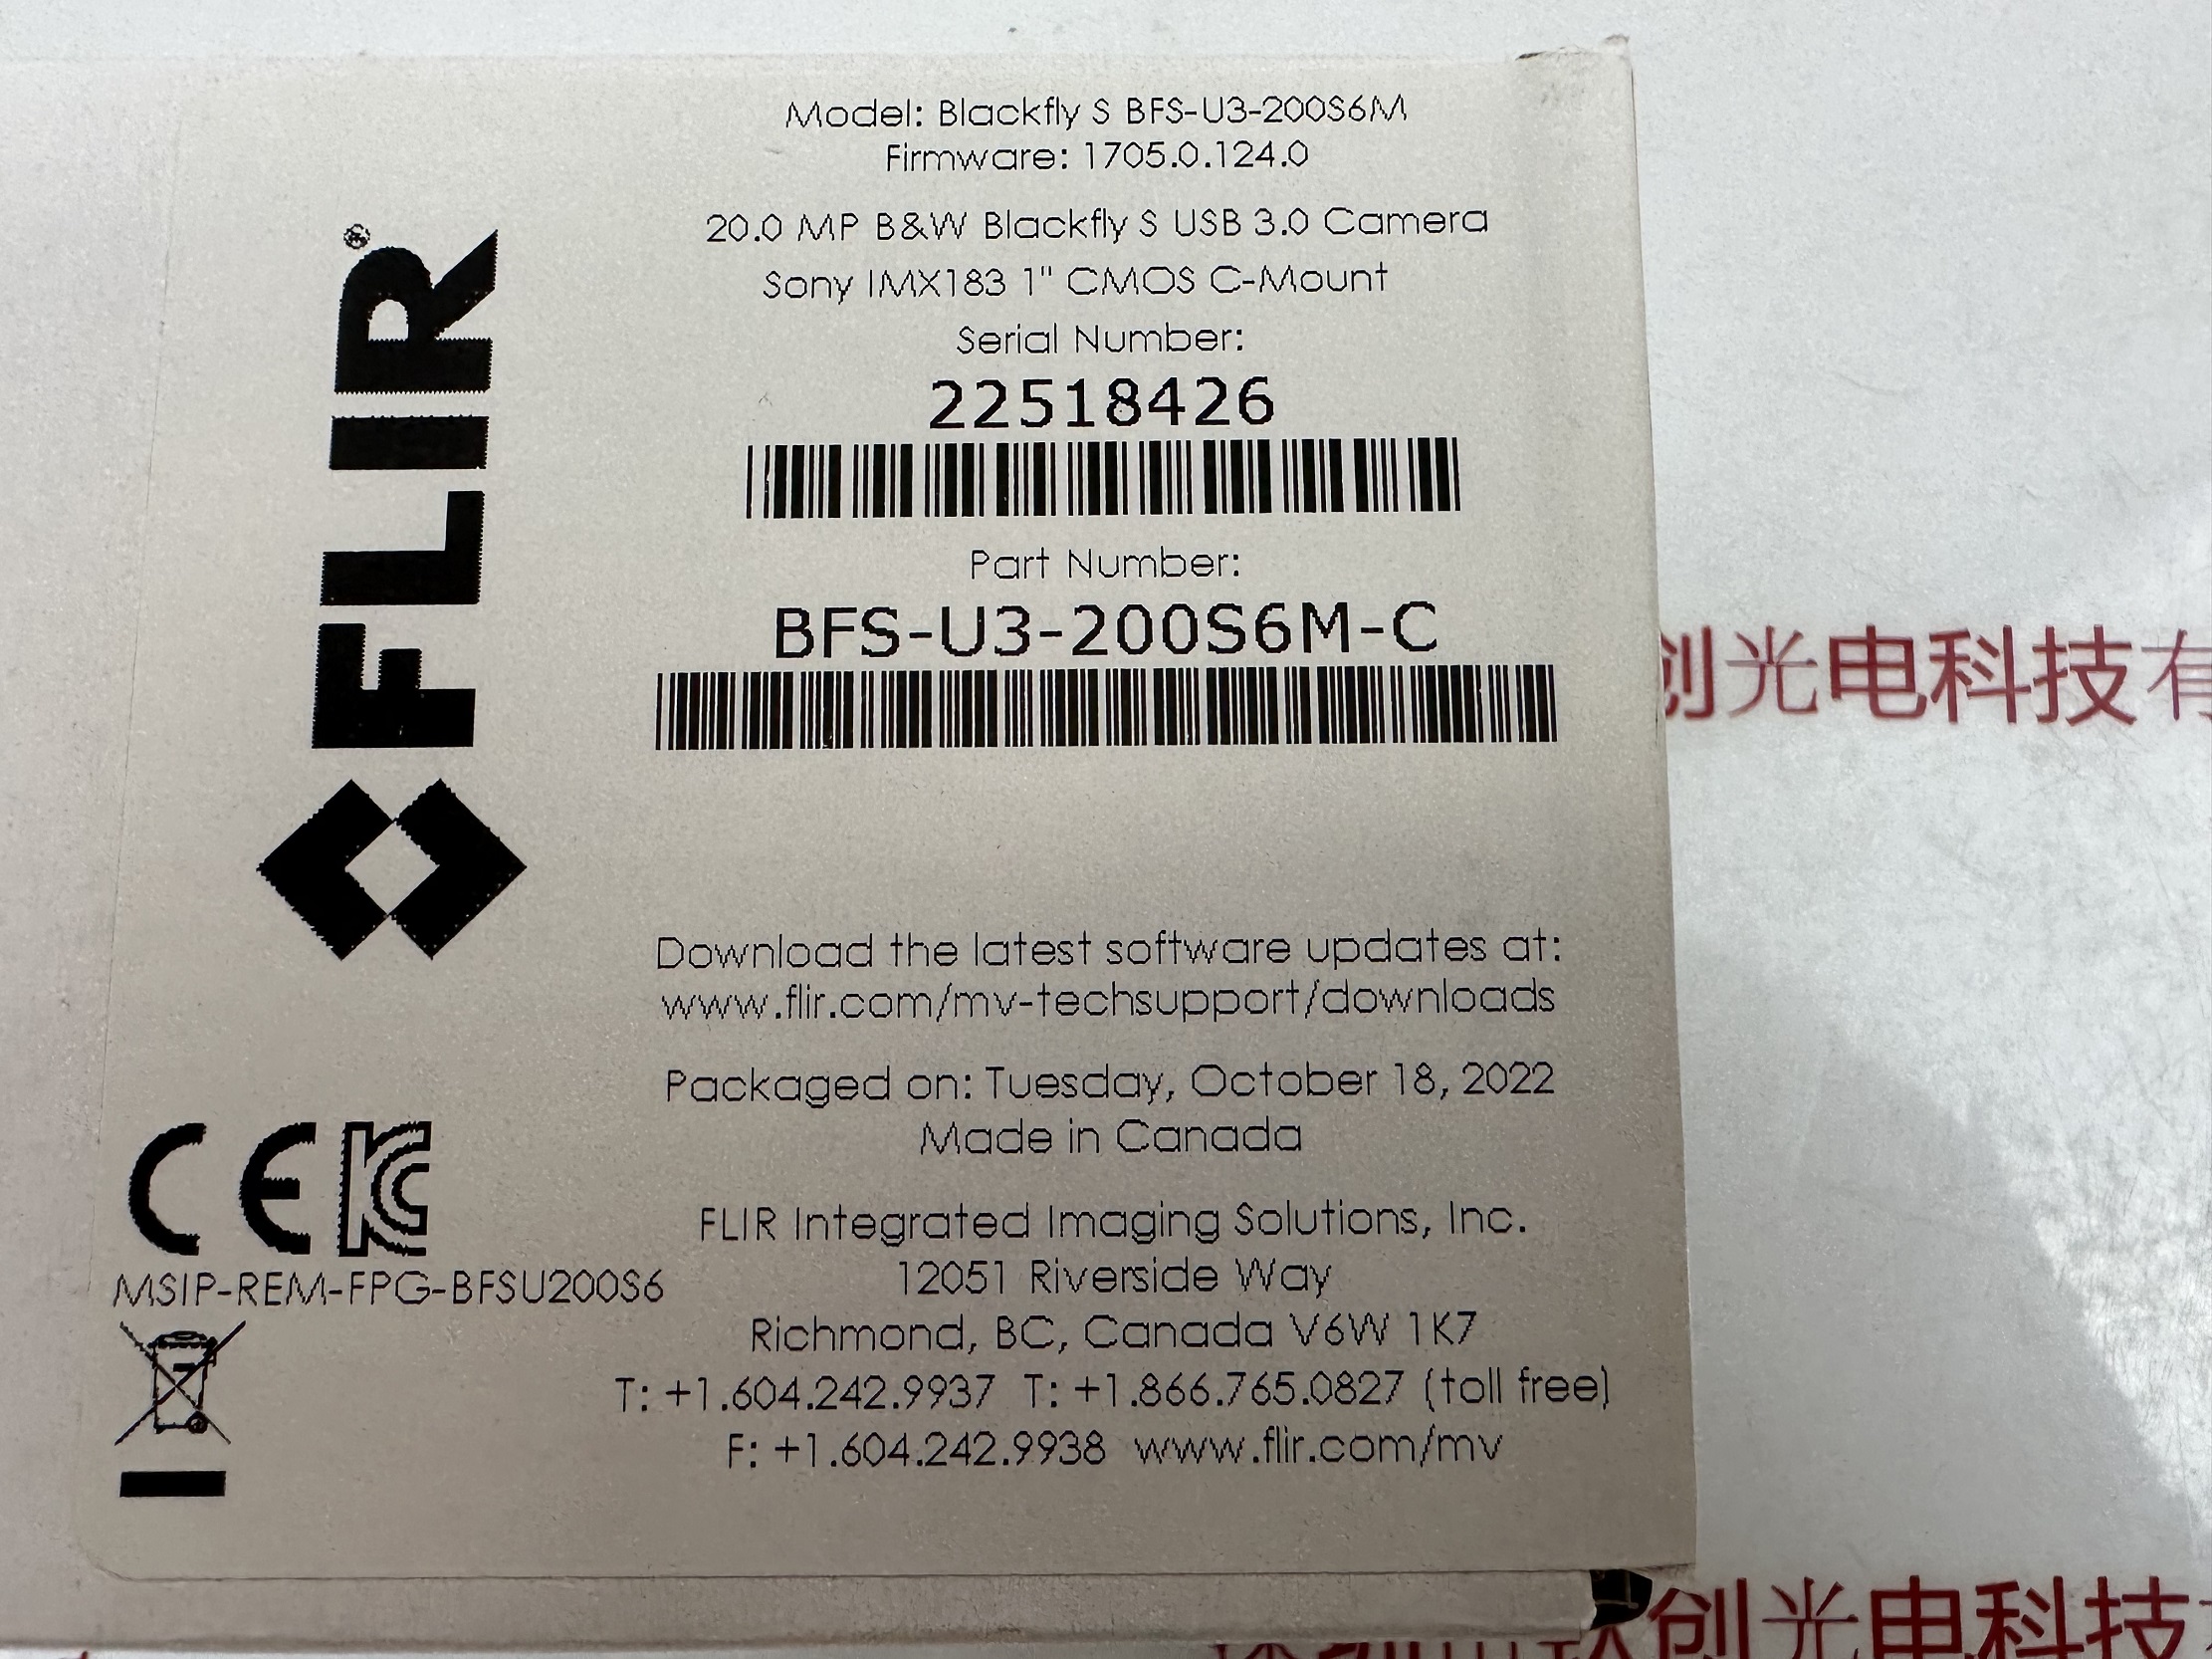 Model: Blackfly S BFS-U3-200S6M
Firmware: 1705.0.124.0
20.0 MP B&W Blackfly S USB 3.0 Camera
Sony IMX183 1" CMOS C-Mount
Serial Number:
22518426
Part Number:
BFS-U3-200S6M-C
FLIR®
创光电科技有
Download the latest software updates at:
www.flir.com/mv-techsupport/downloads
Packaged on: Tuesday, October 18, 2022
Made in Canada
CE
MSIP-REM-FPG-BFSU200S6
FLIR Integrated Imaging Solutions, Inc.
12051 Riverside Way
Richmond, BC, Canada V6W 1K7
T: +1.604.242.9937 T: +1.866.765.0827 (toll free)
F: +1.604.242.9938 www.flir.com/mv
创光电科技